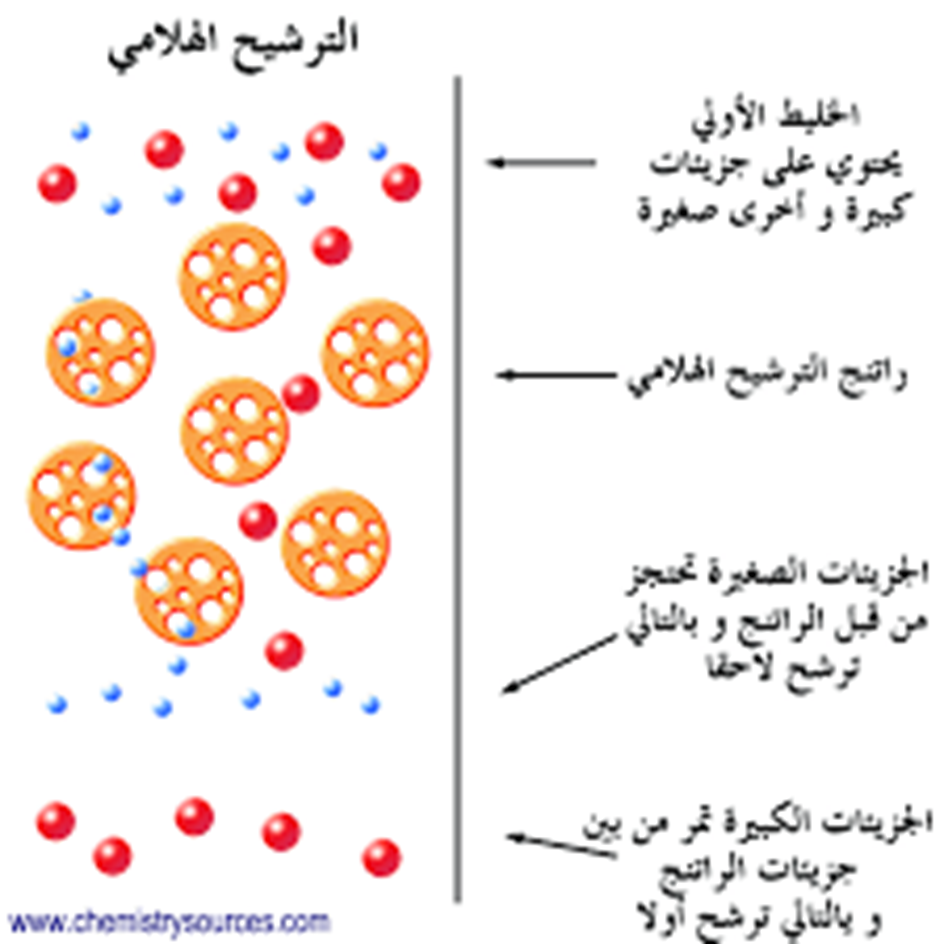 الترشيح الهلامي
الخليط الأولي
يحتوي على جزيئات
كبيرة و أخرى صغيرة
راتنج الترشيح الهلامي
الجزيئات الصغيرة تحتجز
من قبل الراتنج و بالتالي
ترشح لاحقا
الجزيئات الكبيرة تمر من بين
جزيئات الراتنج
و بالتالي ترشح أولا
www.chemistrysources.com